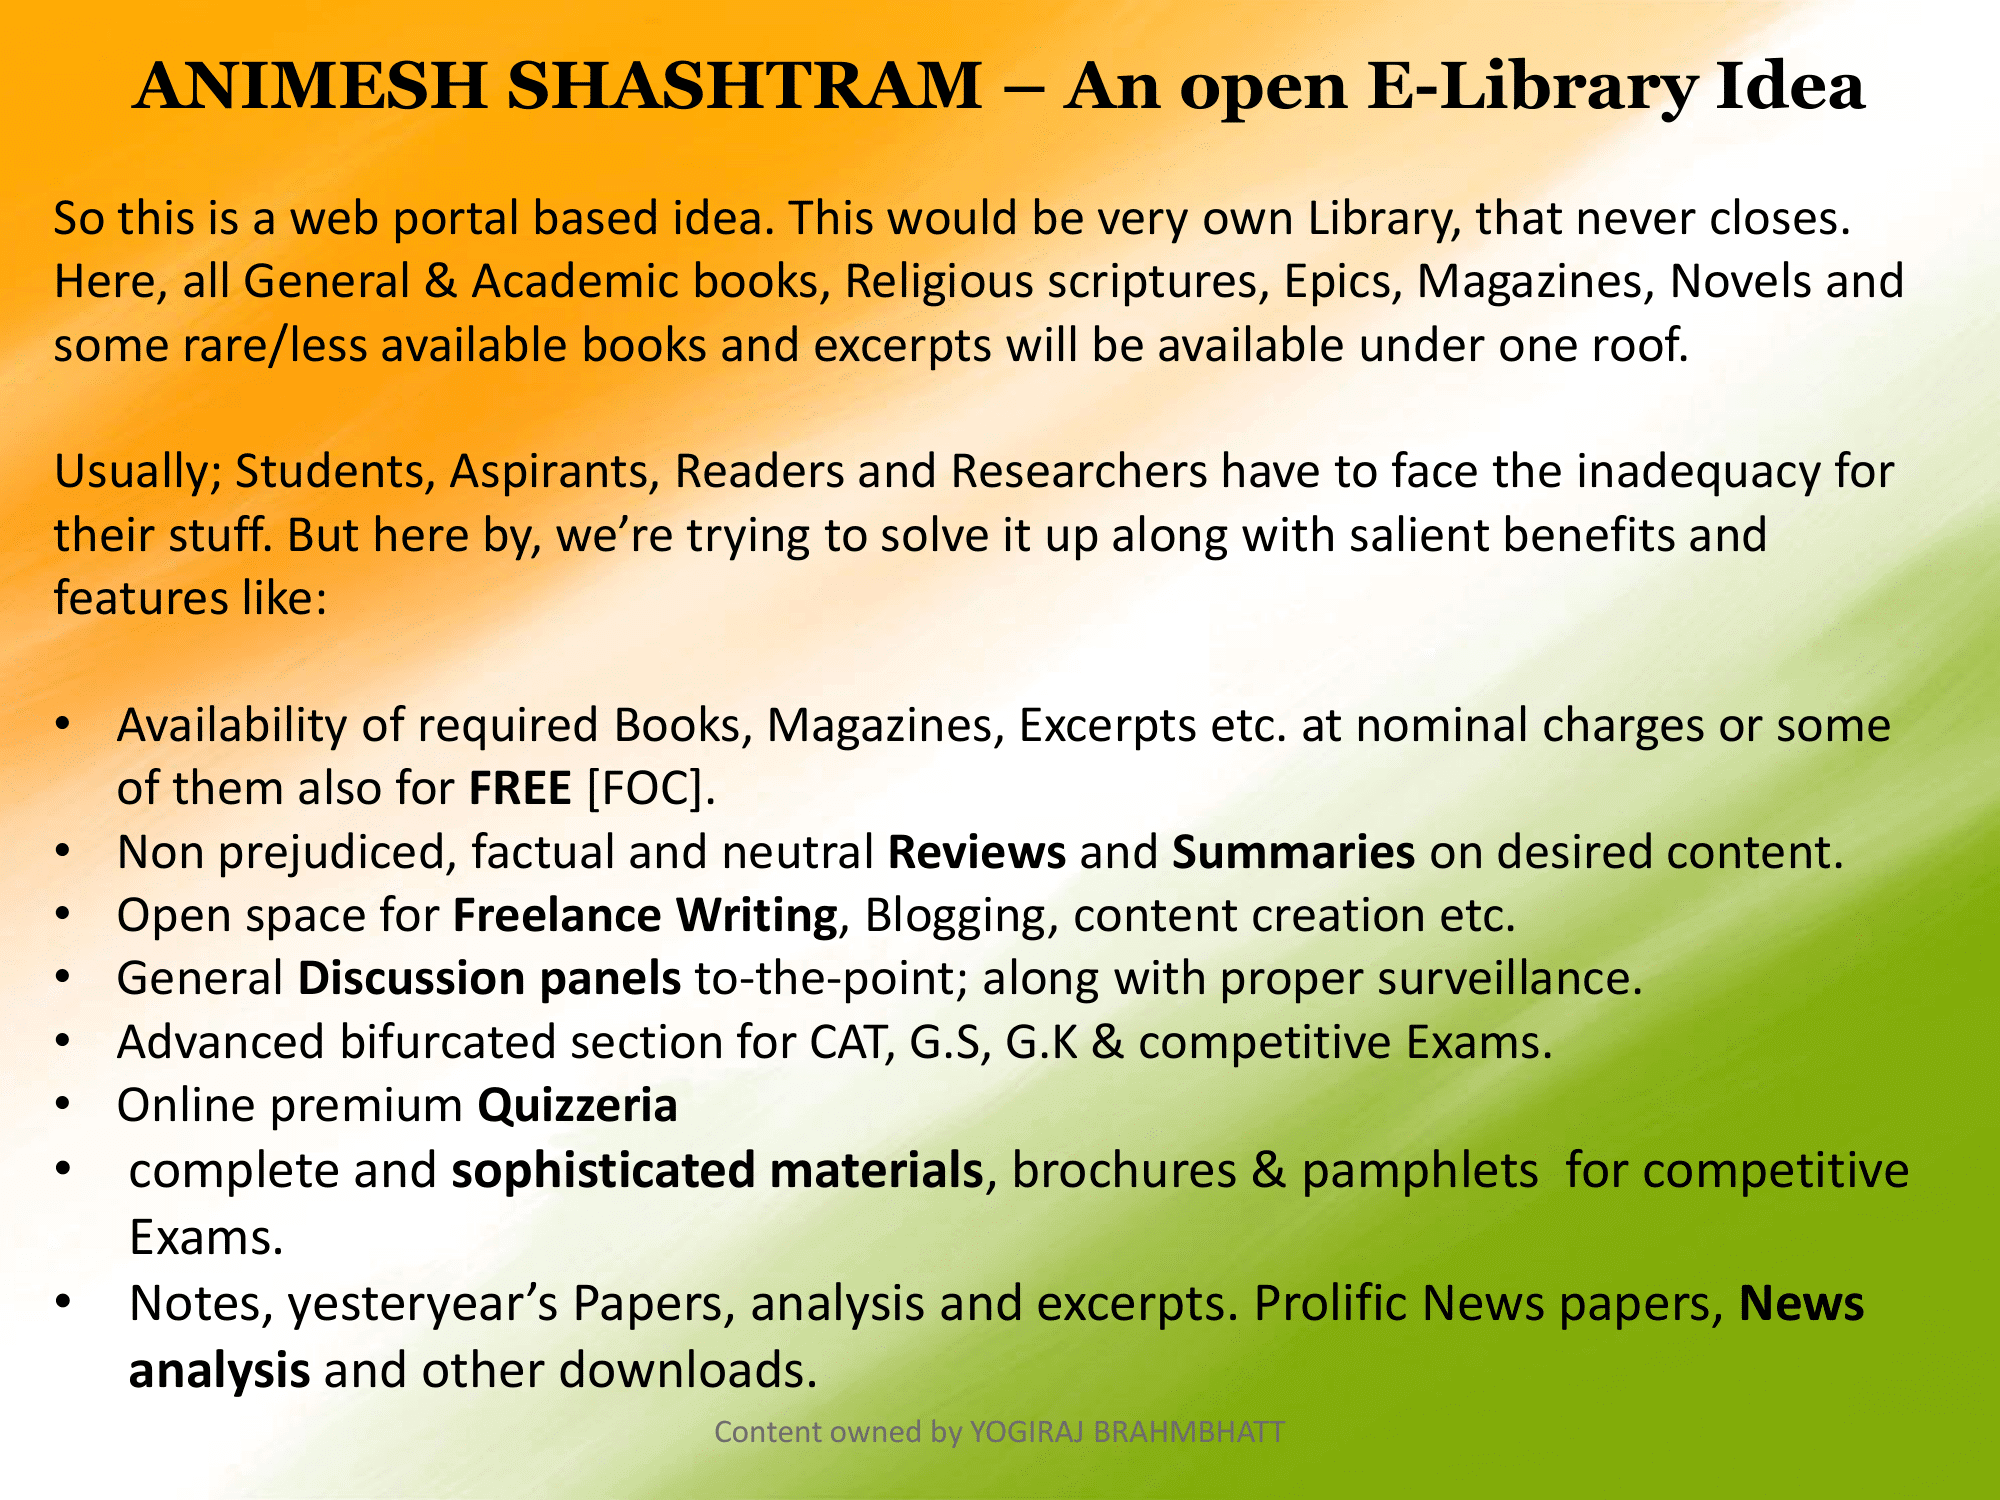 ANIMESH SHASHTRAM – An open E-Library Idea
So this is a web portal based idea. This would be very own Library, that never closes.
Here, all General & Academic books, Religious scriptures, Epics, Magazines, Novels and
some rare/less available books and excerpts will be available under one roof.
Usually; Students, Aspirants, Readers and Researchers have to face the inadequacy for
their stuff. But here by, we’re trying to solve it up along with salient benefits and
features like:
• Availability of required Books, Magazines, Excerpts etc. at nominal charges or some
of them also for FREE [FOC].
• Non prejudiced, factual and neutral Reviews and Summaries on desired content.
• Open space for Freelance Writing, Blogging, content creation etc.
• General Discussion panels to-the-point; along with proper surveillance.
• Advanced bifurcated section for CAT, G.S, G.K & competitive Exams.
• Online premium Quizzeria
• complete and sophisticated materials, brochures & pamphlets  for competitive
Exams.
• Notes, yesteryear’s Papers, analysis and excerpts. Prolific News papers, News
analysis and other downloads.
Content owned by YOGIRAJ BRAHMBHATT